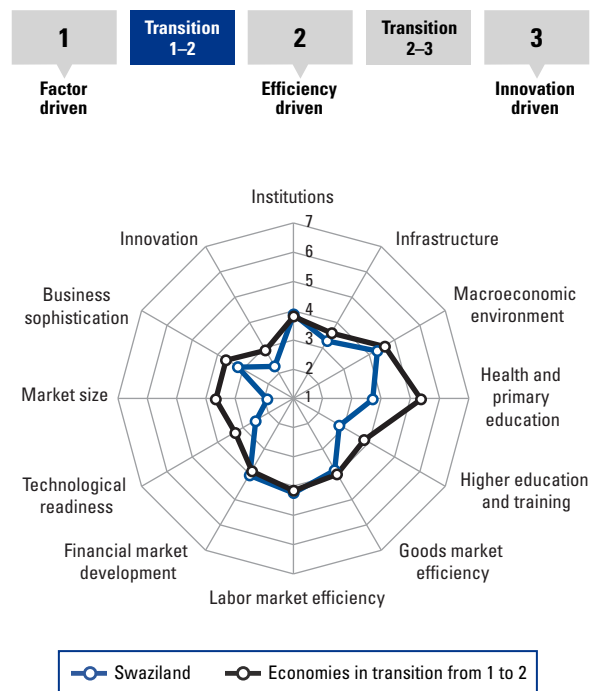 1
Transition
1–2
2
Transition
2–3
3
Factor
driven
Efficiency
driven
Innovation
driven
Institutions
7
Innovation
Infrastructure
6
5
Business
sophistication
Macroeconomic
environment
4
3
2
Market size
1
Health and
primary
education
Technological
readiness
Higher education
and training
Financial market
development
Goods market
efficiency
Labor market efficiency
Swaziland
Economies in transition from 1 to 2